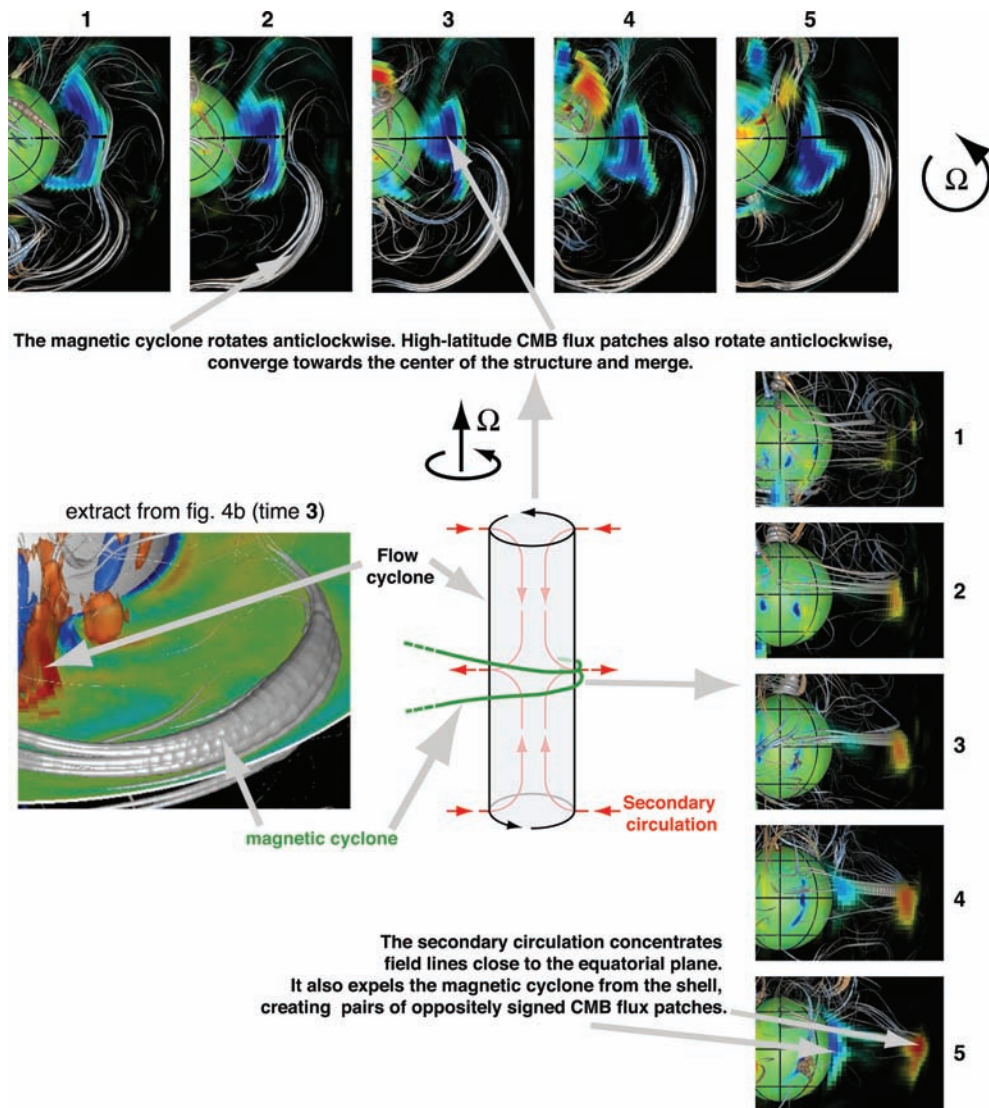 1 2 3 4 5
Ω
The magnetic cyclone rotates anticlockwise. High-latitude CMB flux patches also rotate anticlockwise,
converge towards the center of the structure and merge.
Ω
1
extract from fig. 4b (time 3)
Flow
cyclone
2
3
Secondary
circulation
magnetic cyclone
4
The secondary circulation concentrates
field lines close to the equatorial plane.
It also expels the magnetic cyclone from the shell,
creating pairs of oppositely signed CMB flux patches.
5